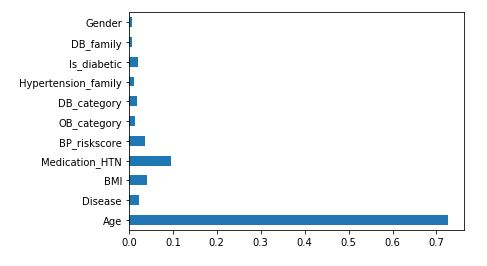 Gender
DB_family
Is_diabetic
Hypertension_family
DB_category
OB_category
BP_riskscore
Medication_HTN
BMI
Disease
Age
0.0 0.1 0.2 0.3 0.4 0.5 0.6 0.7